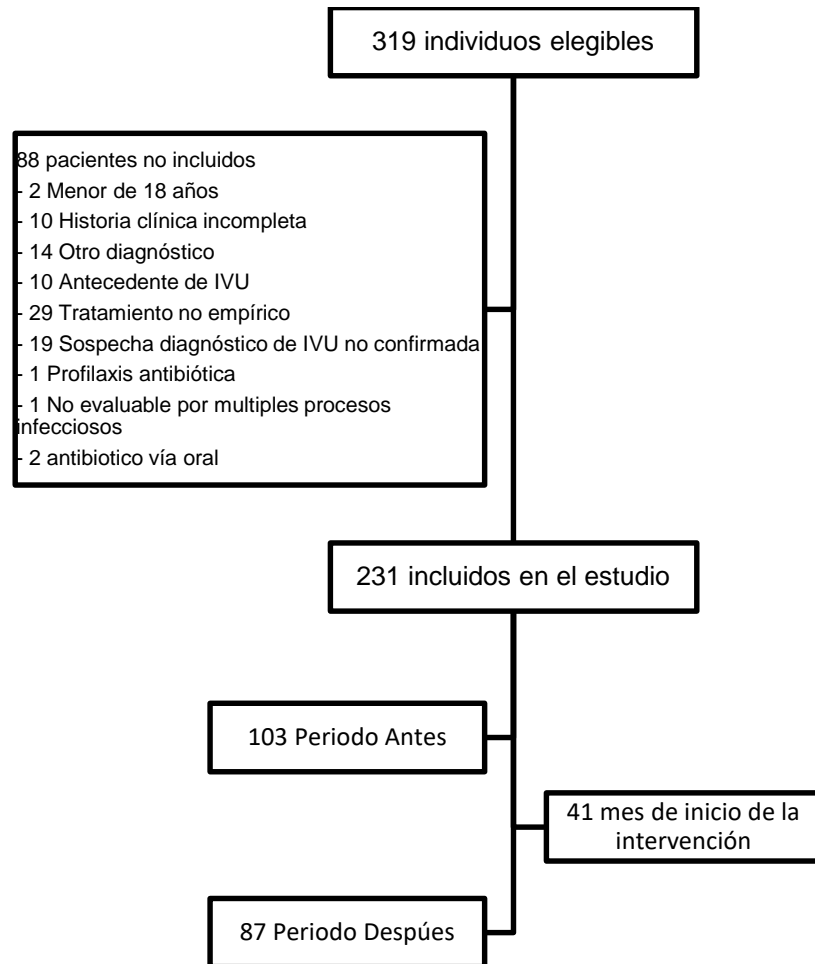 319 individuos elegibles
88 pacientes no incluidos
- 2 Menor de 18 años
- 10 Historia clínica incompleta
- 14 Otro diagnóstico
- 10 Antecedente de IVU
- 29 Tratamiento no empírico
- 19 Sospecha diagnóstico de IVU no confirmada
- 1 Profilaxis antibiótica
- 1 No evaluable por multiples procesos
infecciosos
- 2 antibiotico vía oral
231 incluidos en el estudio
103 Periodo Antes
41 mes de inicio de la
intervención
87 Periodo Despúes